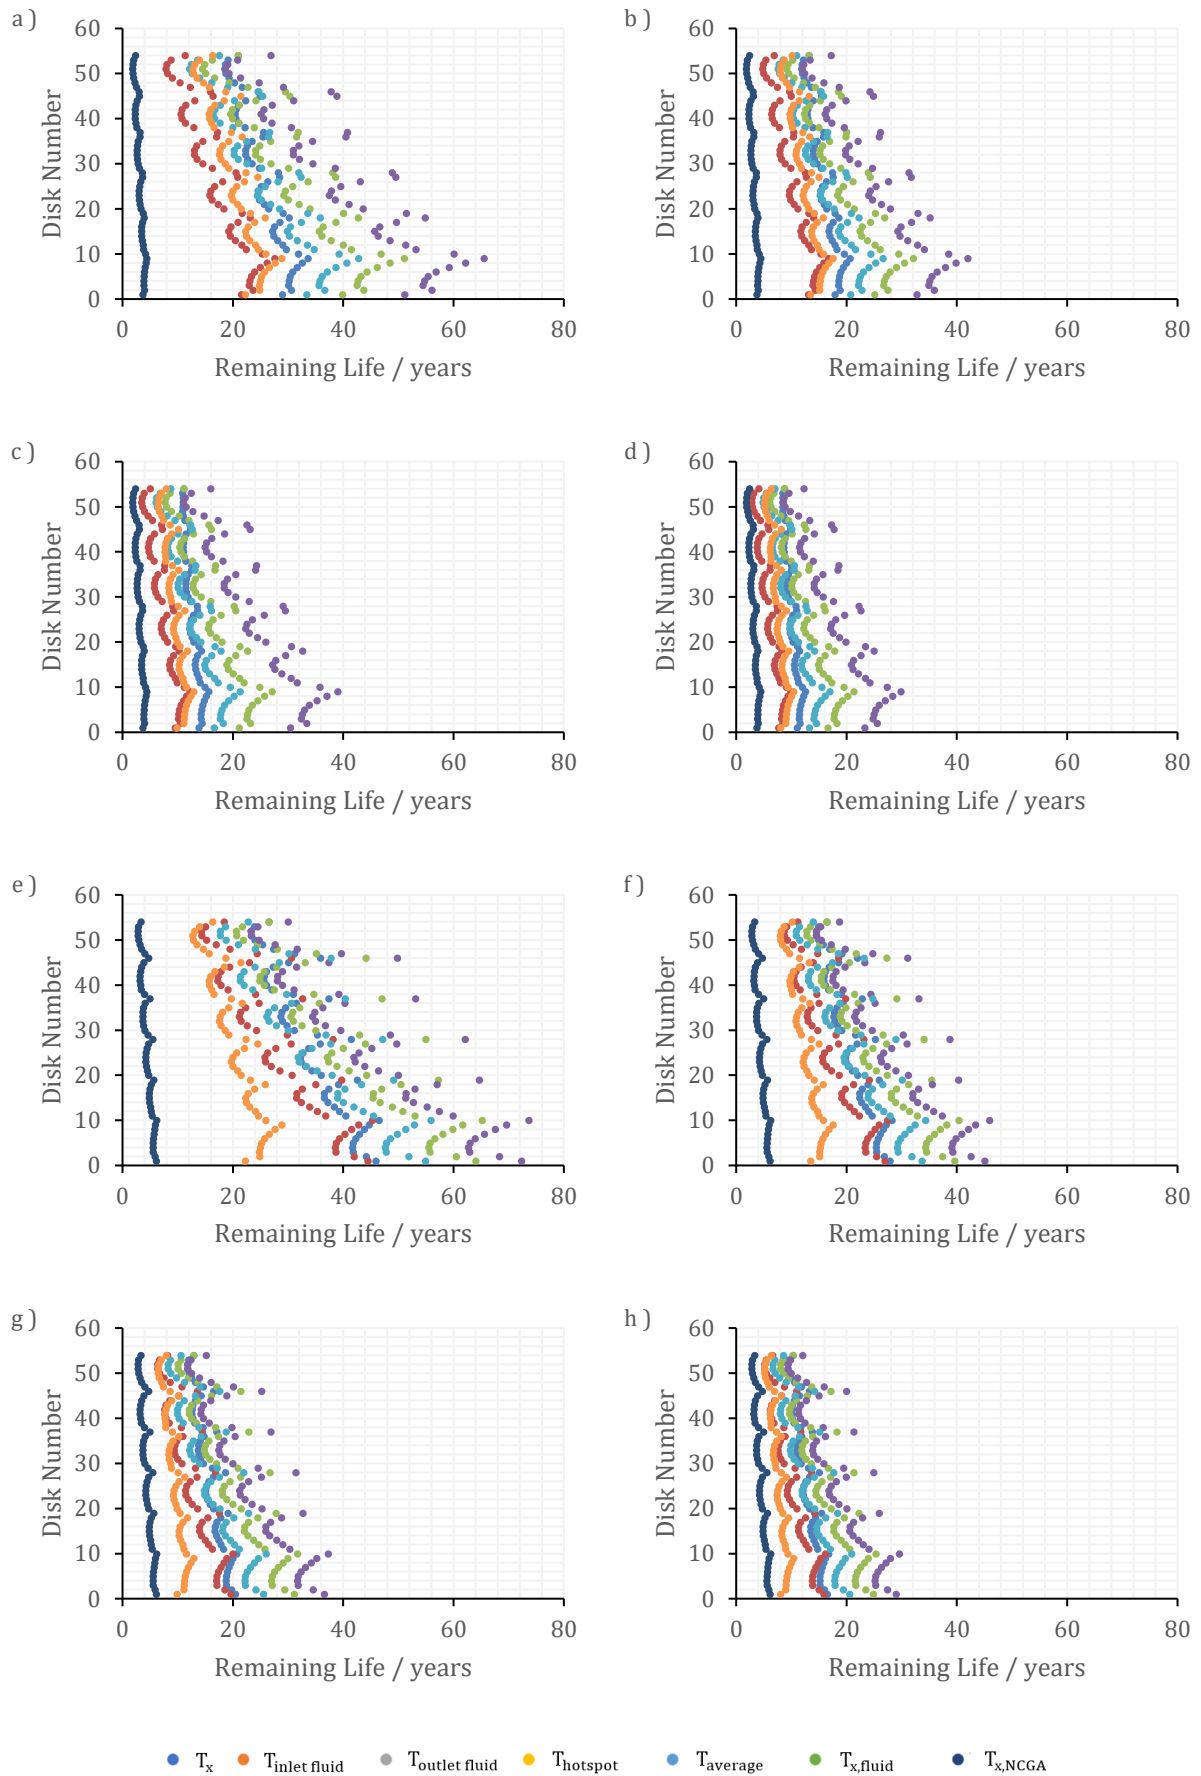 a )
b )
60
50
40
30
20
10
0
Disk Number
0 20 40 60 80
Remaining Life / years
60
50
40
30
20
10
0
Disk Number
0 20 40 60 80
Remaining Life / years
c )
d )
60
50
40
30
20
10
0
Disk Number
0 20 40 60 80
Remaining Life / years
60
50
40
30
20
10
0
Disk Number
0 20 40 60 80
Remaining Life / years
e )
f )
60
50
40
30
20
10
0
Disk Number
0 20 40 60 80
Remaining Life / years
60
50
40
30
20
10
0
Disk Number
0 20 40 60 80
Remaining Life / years
g )
h )
60
50
40
30
20
10
0
Disk Number
0 20 40 60 80
Remaining Life / years
60
50
40
30
20
10
0
Disk Number
0 20 40 60 80
Remaining Life / years
Tx Tinlet fluid Toutlet fluid Thotspot Taverage Tx,fluid Tx,NCGA